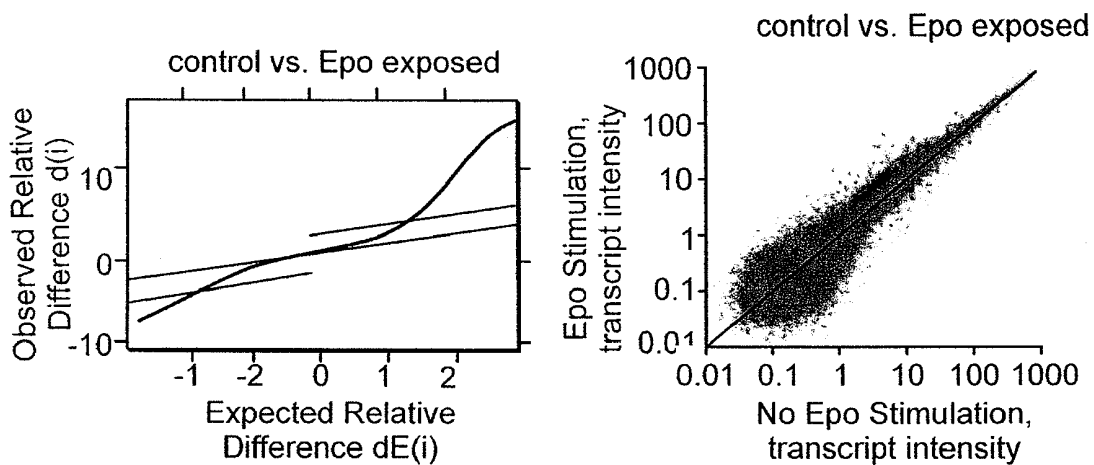 control vs. Epo exposed
Observed Relative
Difference d(i)
10
0
-10
-1 -2 0 1 2
Expected Relative
Difference dE(i)
control vs. Epo exposed
Epo Stimulation,
transcript intensity
1000
100
10
1
0.1
0.01
0.01 0.1 1 10 100 1000
No Epo Stimulation,
transcript intensity